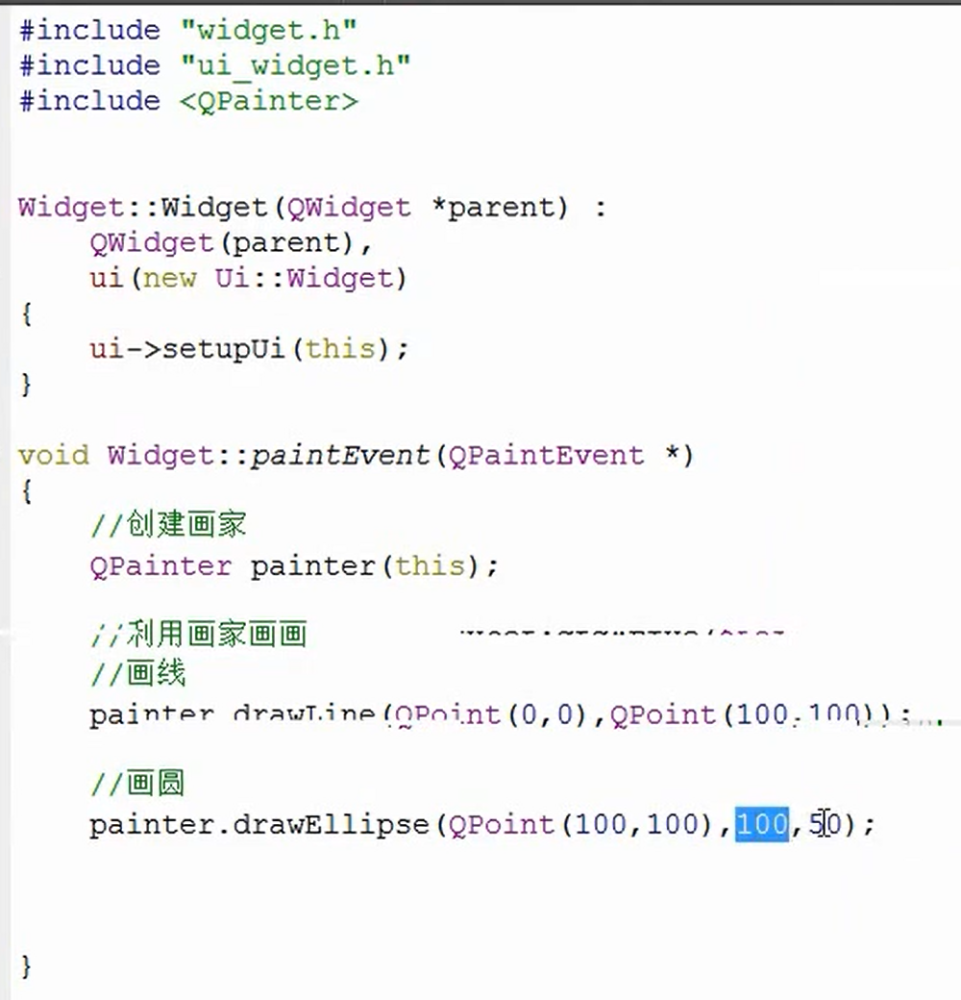 #include "widget.h"
#include "ui_widget.h"
#include <QPainter>
Widget::Widget(QWidget *parent) :
QWidget(parent),
ui(new Ui::Widget)
{
ui->setupUi(this);
}
void Widget::paintEvent(QPaintEvent *)
{
//创建画家
QPainter painter(this);
//利用画家画画
//画线
painter.drawLine(QPoint(0,0),QPoint(100,100));
//画圆
painter.drawEllipse(QPoint(100,100),100,50);
}